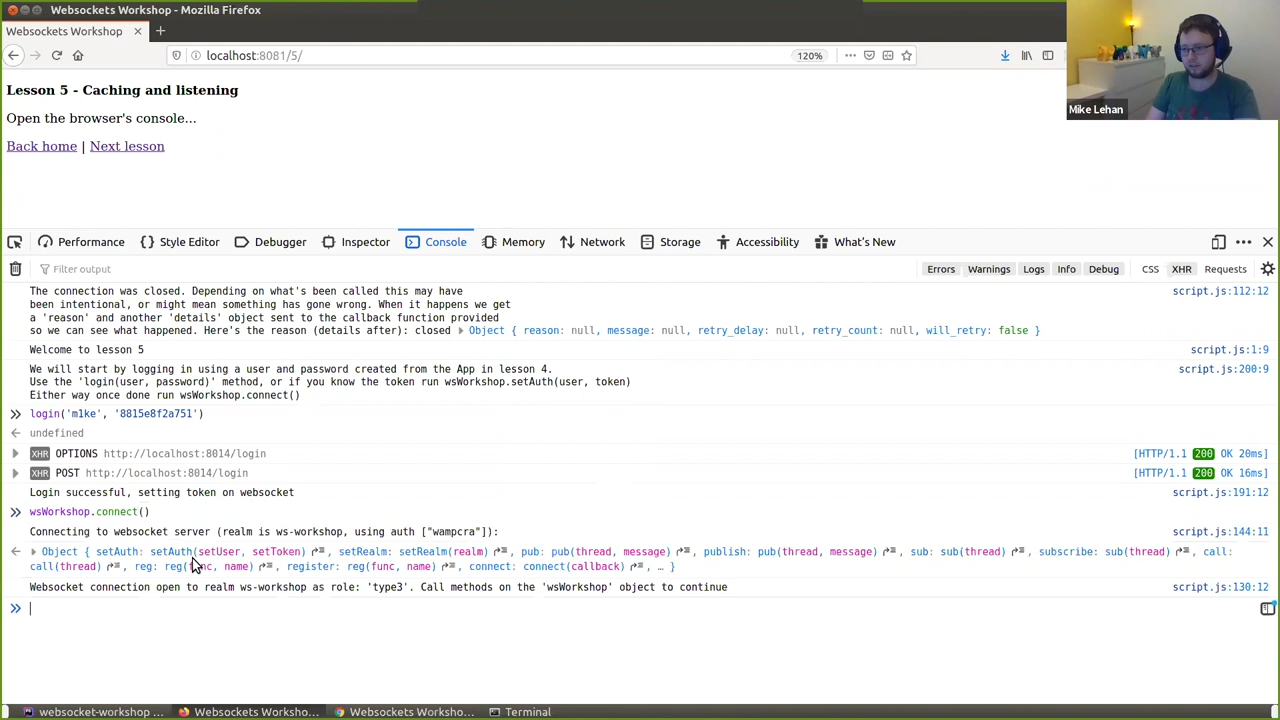 Websockets Workshop - Mozilla Firefox
Websockets Workshop
localhost:8081/5/
120%
Mike Lehan
Lesson 5 - Caching and listening
Open the browser's console...
Back home | Next lesson
Performance Style Editor Debugger Inspector Console Memory Network Storage Accessibility What's New
Filter output Errors Warnings Logs Info Debug CSS XHR Requests
The connection was closed. Depending on what's been called this may have script.js:112:12
been intentional, or might mean something has gone wrong. When it happens we get
a 'reason' and another 'details' object sent to the callback function provided
so we can see what happened. Here's the reason (details after): closed Object { reason: null, message: null, retry_delay: null, retry_count: null, will_retry: false }
Welcome to lesson 5 script.js:1:9
We will start by logging in using a user and password created from the App in lesson 4. script.js:200:9
Use the 'login(user, password)' method, or if you know the token run wsWorkshop.setAuth(user, token)
Either way once done run wsWorkshop.connect()
login('m1ke', '8815e8f2a751')
undefined
XHR OPTIONS http://localhost:8014/login [HTTP/1.1 200 OK 20ms]
XHR POST http://localhost:8014/login [HTTP/1.1 200 OK 16ms]
Login successful, setting token on websocket script.js:191:12
wsWorkshop.connect()
Connecting to websocket server (realm is ws-workshop, using auth ["wampcra"]): script.js:144:11
Object { setAuth: setAuth(setUser, setToken), setRealm: setRealm(realm), pub: pub(thread, message), publish: pub(thread, message), sub: sub(thread), subscribe: sub(thread), call:
call(thread), reg: reg(func, name), register: reg(func, name), connect: connect(callback), … }
Websocket connection open to realm ws-workshop as role: 'type3'. Call methods on the 'wsWorkshop' object to continue script.js:130:12
websocket-workshop ... Websockets Worksho... Websockets Worksho... Terminal